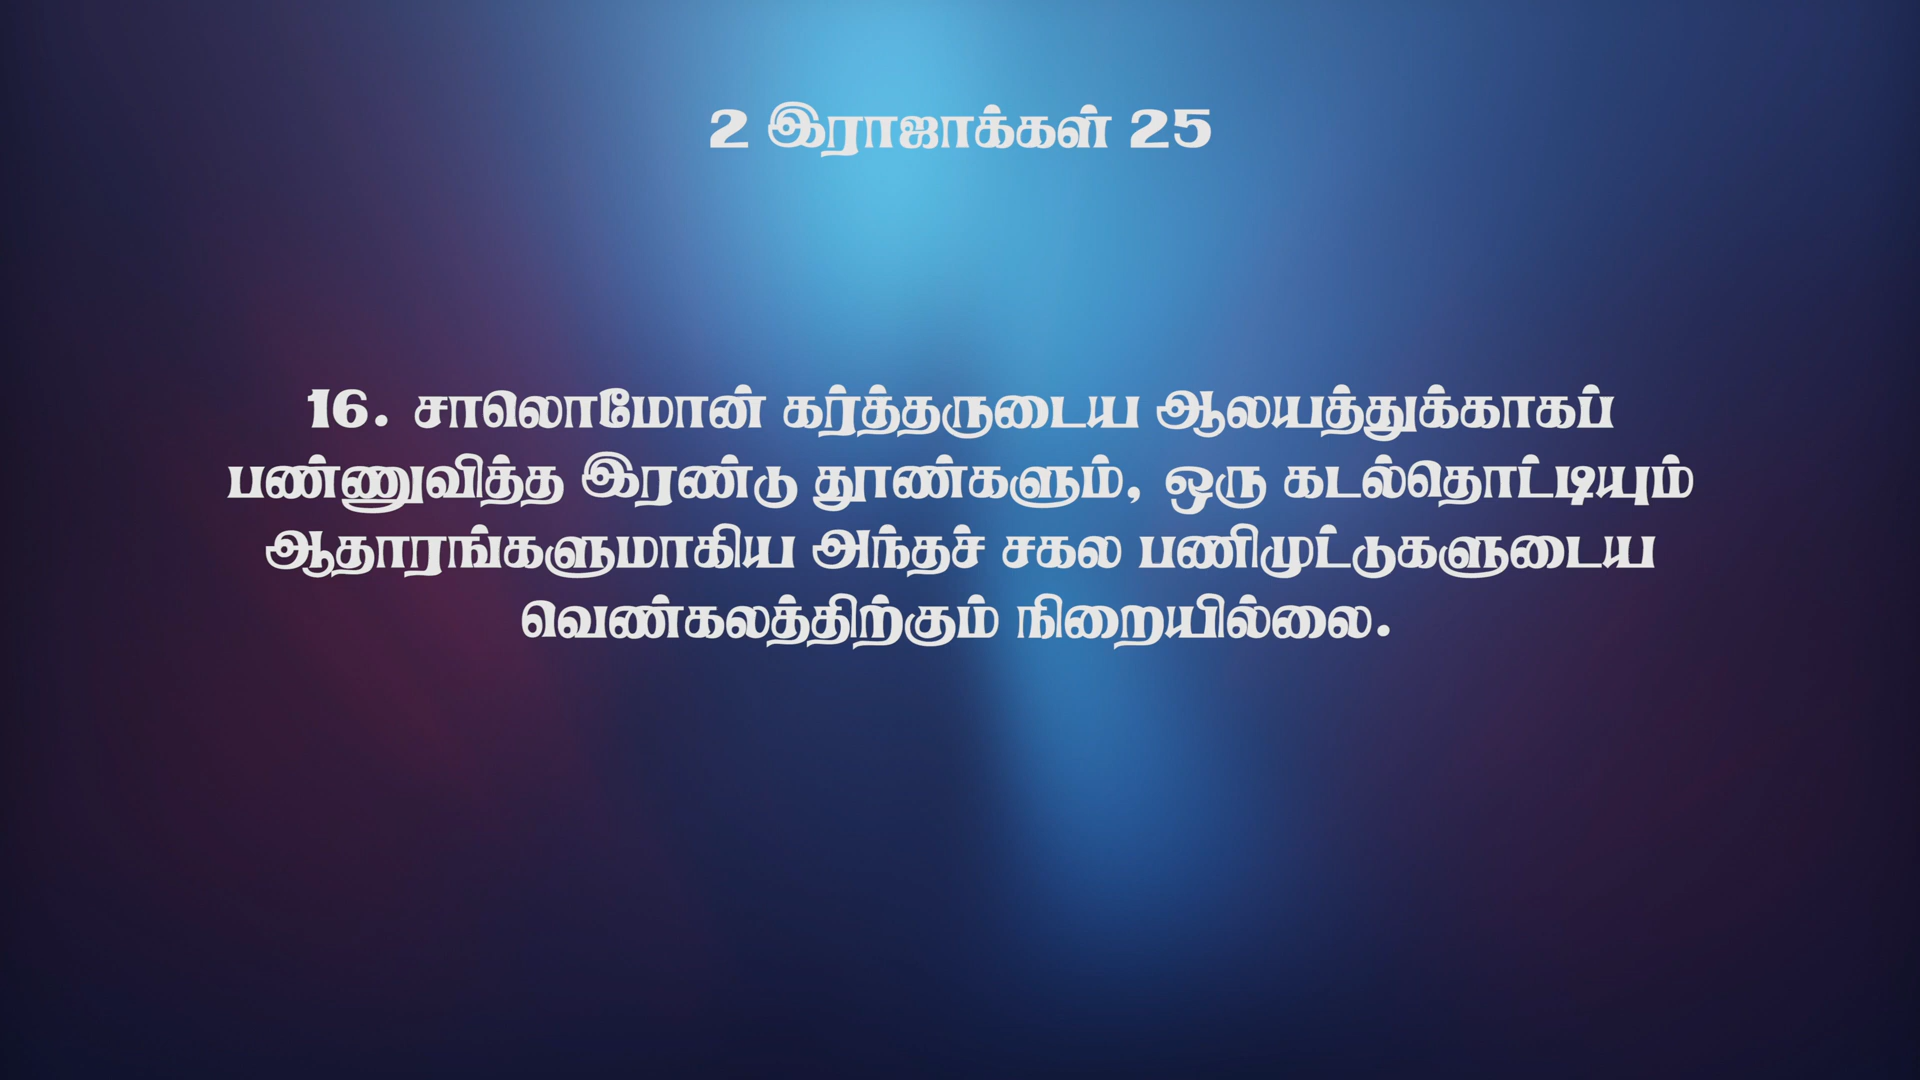 2 இராஜாக்கள் 25
16. சாலொமோன் கர்த்தருடைய ஆலயத்துக்காகப்
பண்ணுவித்த இரண்டு தூண்களும், ஒரு கடல்தொட்டியும்
ஆதாரங்களுமாகிய அந்தச் சகல பணிமுட்டுகளுடைய
வெண்கலத்திற்கும் நிறையில்லை.